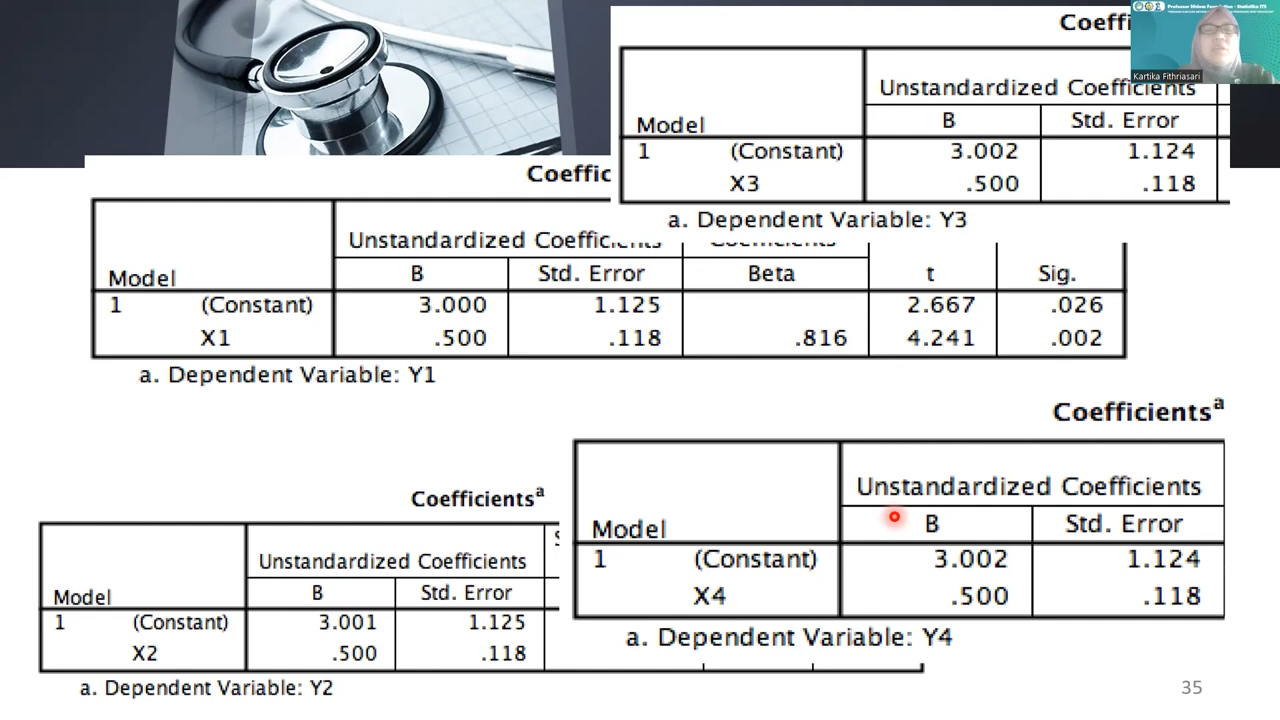 Coeffi
Kartika Fithriasari
Unstandardized Coefficients
Model B Std. Error
1 (Constant) 3.002 1.124
X3 .500 .118
a. Dependent Variable: Y3
Coeffic
Unstandardized Coefficients Coefficients
Model B Std. Error Beta t Sig.
1 (Constant) 3.000 1.125 2.667 .026
X1 .500 .118 .816 4.241 .002
a. Dependent Variable: Y1
Coefficientsa
Unstandardized Coefficients
Model B Std. Error
1 (Constant) 3.002 1.124
X4 .500 .118
a. Dependent Variable: Y4
Coefficientsa
Unstandardized Coefficients
Model B Std. Error
1 (Constant) 3.001 1.125
X2 .500 .118
a. Dependent Variable: Y2
35